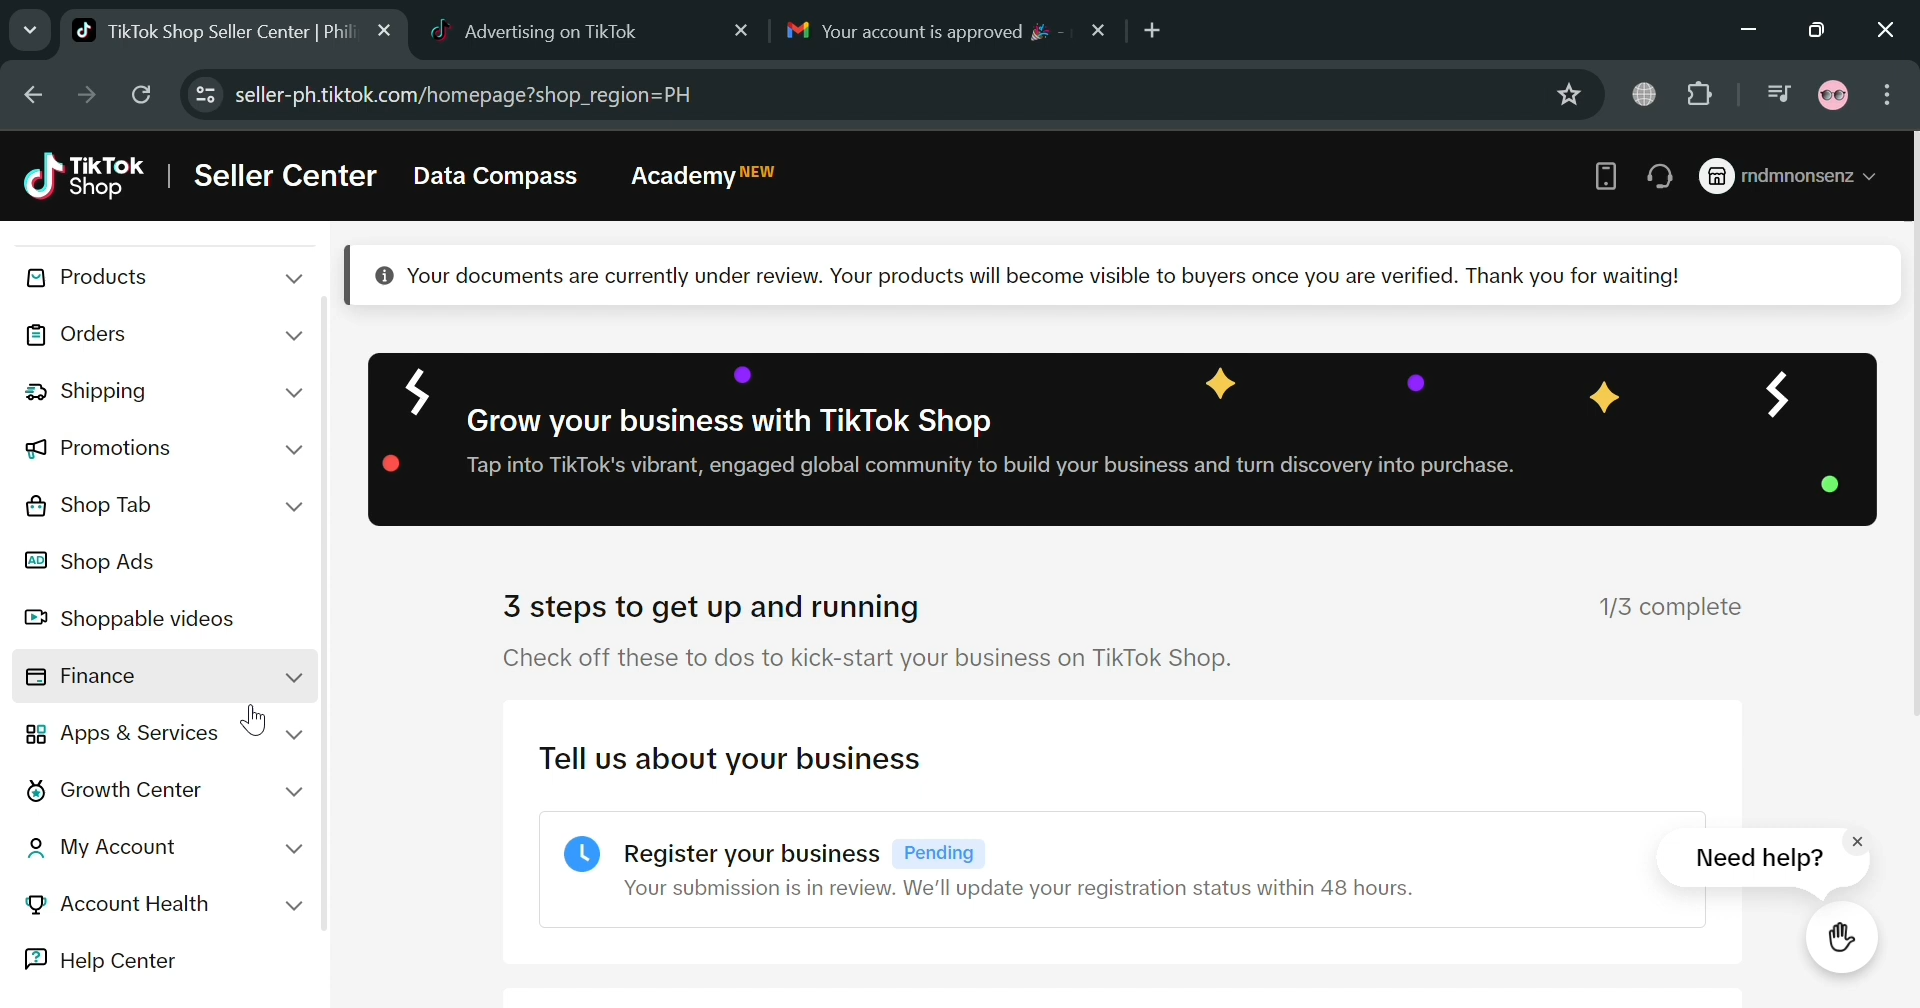 TikTok Shop Seller Center | Phili
Advertising on TikTok
Your account is approved 🎉 -
seller-ph.tiktok.com/homepage?shop_region=PH
TikTok
Shop
Seller Center
Data Compass
Academy NEW
rndmnonsenz
Products
Orders
Shipping
Promotions
Shop Tab
AD Shop Ads
Shoppable videos
Finance
Apps & Services
Growth Center
My Account
Account Health
Help Center
Your documents are currently under review. Your products will become visible to buyers once you are verified. Thank you for waiting!
Grow your business with TikTok Shop
Tap into TikTok's vibrant, engaged global community to build your business and turn discovery into purchase.
3 steps to get up and running
1/3 complete
Check off these to dos to kick-start your business on TikTok Shop.
Tell us about your business
Register your business Pending
Your submission is in review. We'll update your registration status within 48 hours.
Need help?